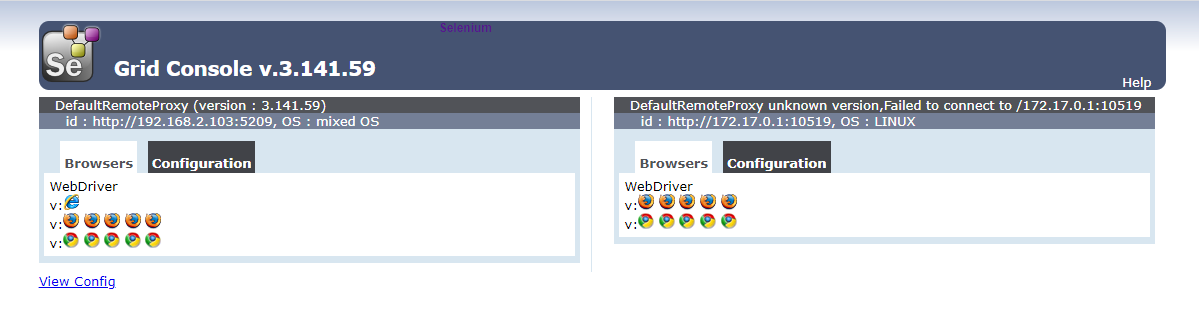 Selenium
Se
Grid Console v.3.141.59
Help
DefaultRemoteProxy (version : 3.141.59)
id : http://192.168.2.103:5209, OS : mixed OS
Browsers
Configuration
WebDriver
v:
v:
v:
DefaultRemoteProxy unknown version,Failed to connect to /172.17.0.1:10519
id : http://172.17.0.1:10519, OS : LINUX
Browsers
Configuration
WebDriver
v:
v:
View Config